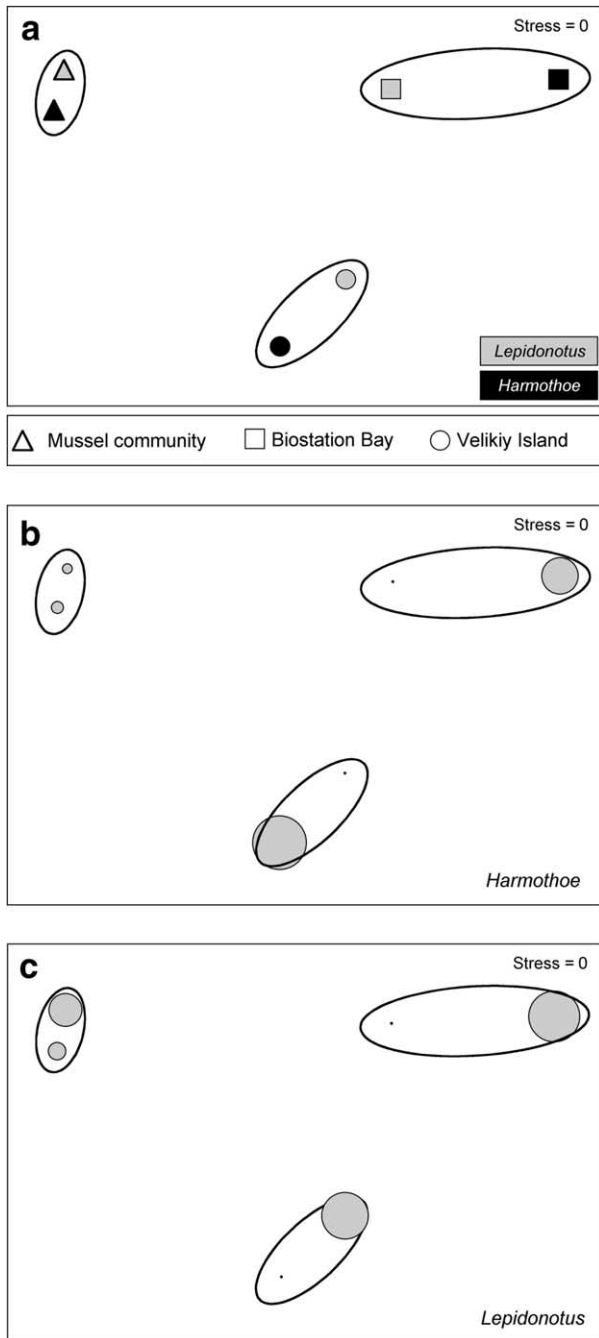 a
Stress = 0
Lepidonotus
Harmothoe
Mussel community Biostation Bay Velikiy Island
b
Stress = 0
Harmothoe
c
Stress = 0
Lepidonotus